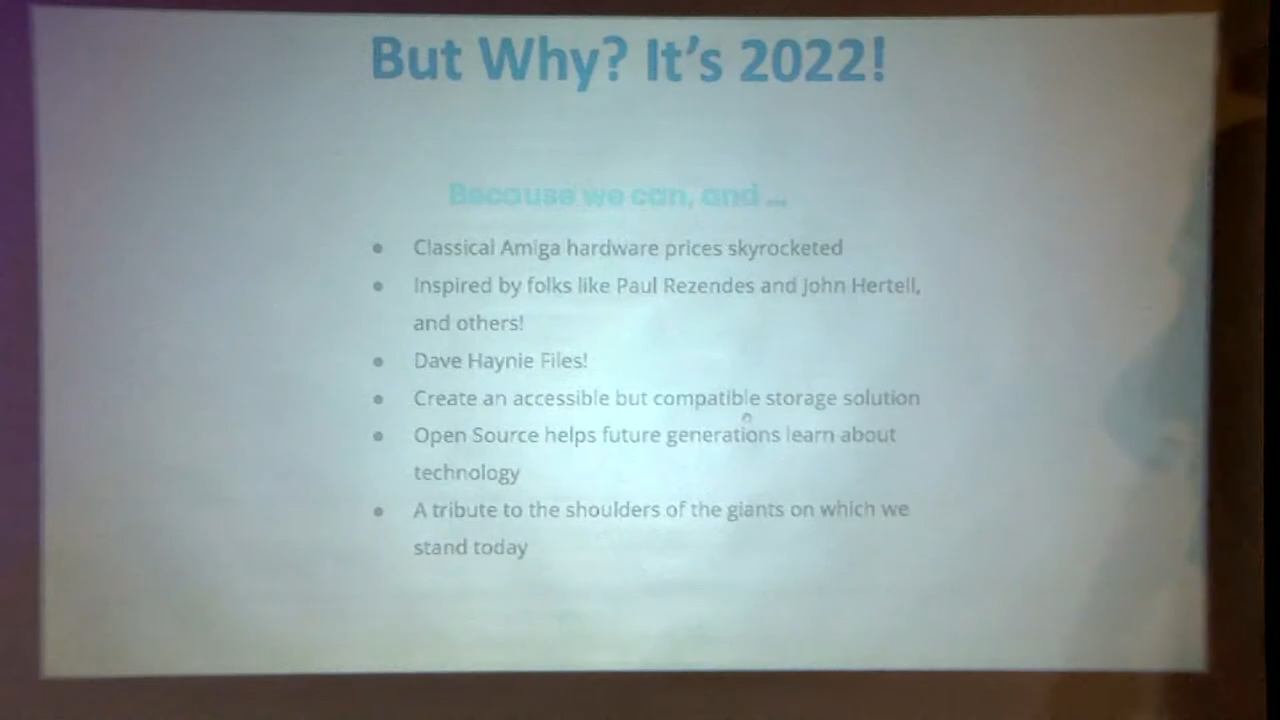 But Why? It's 2022!
Because we can, and ...
• Classical Amiga hardware prices skyrocketed
• Inspired by folks like Paul Rezendes and John Hertell,
and others!
• Dave Haynie Files!
• Create an accessible but compatible storage solution
• Open Source helps future generations learn about
technology
• A tribute to the shoulders of the giants on which we
stand today